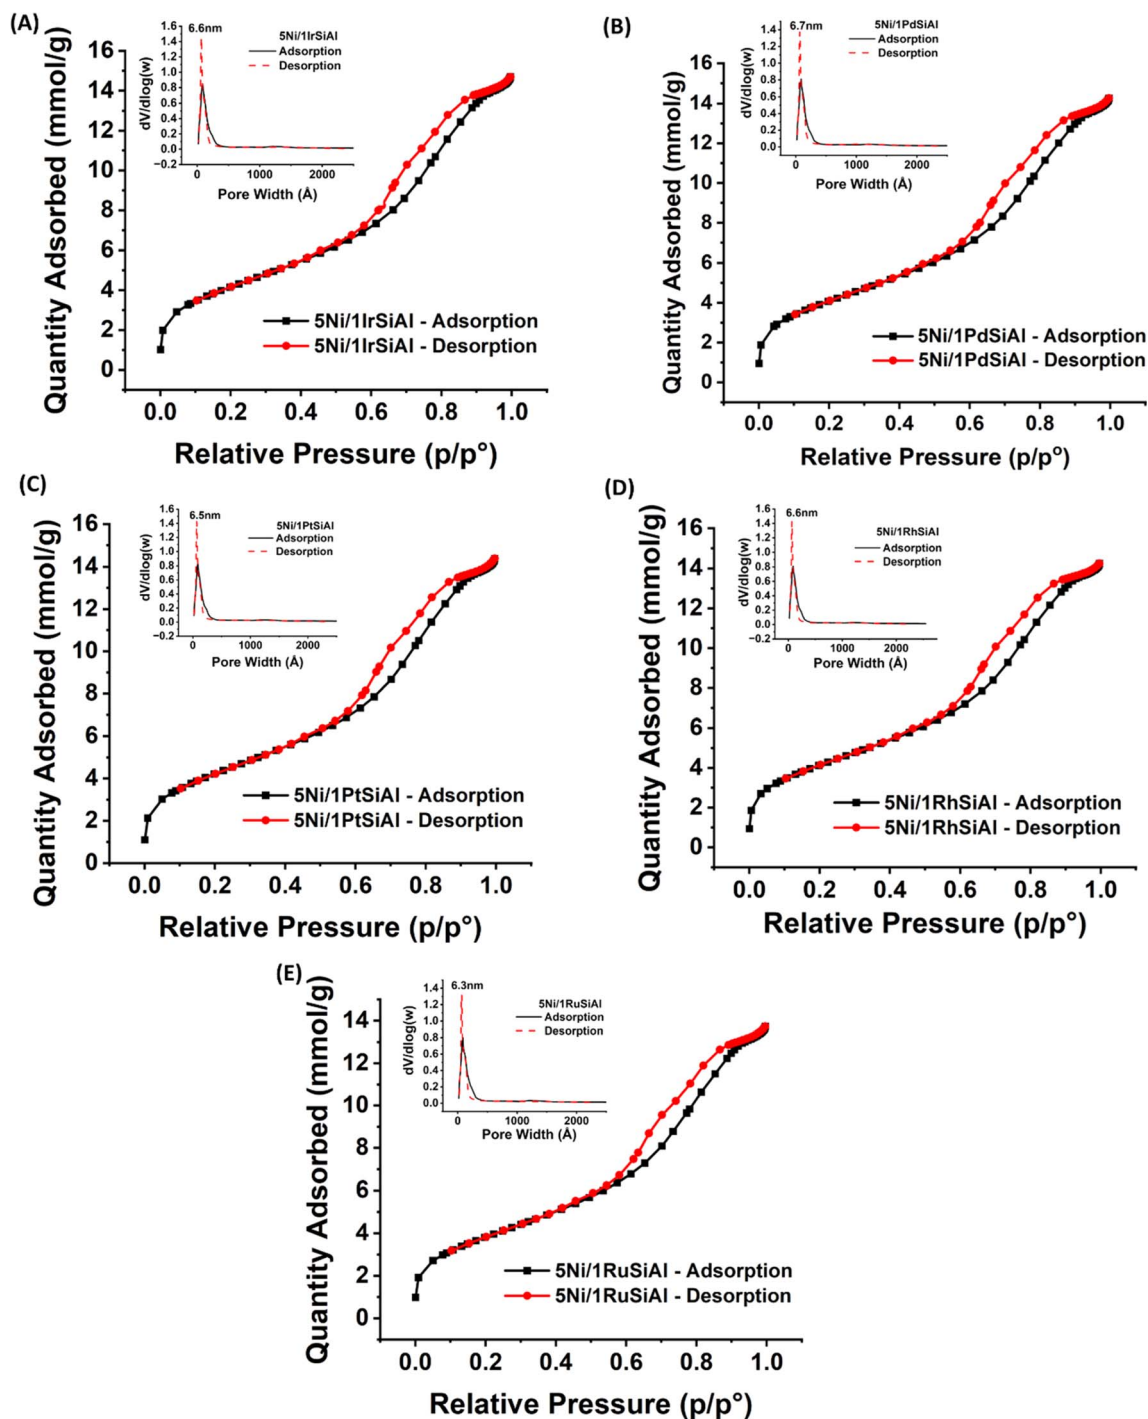 (A)
6.6nm
5Ni/1IrSiAl
Adsorption
Desorption
1.6
1.4
1.2
1.0
0.8
0.6
0.4
0.2
0.0
−0.2
dV/dlog(w)
0 1000 2000
Pore Width (Å)
16
14
12
10
8
6
4
2
0
Quantity Adsorbed (mmol/g)
5Ni/1IrSiAl - Adsorption
5Ni/1IrSiAl - Desorption
0.0 0.2 0.4 0.6 0.8 1.0
Relative Pressure (p/p°)
(B)
6.7nm
5Ni/1PdSiAl
Adsorption
Desorption
1.4
1.2
1.0
0.8
0.6
0.4
0.2
0.0
dV/dlog(w)
0 1000 2000
Pore Width (Å)
16
14
12
10
8
6
4
2
0
Quantity Adsorbed (mmol/g)
5Ni/1PdSiAl - Adsorption
5Ni/1PdSiAl - Desorption
0.0 0.2 0.4 0.6 0.8 1.0
Relative Pressure (p/pº)
(C)
6.5nm
5Ni/1PtSiAl
Adsorption
Desorption
1.6
1.4
1.2
1.0
0.8
0.6
0.4
0.2
0.0
−0.2
dV/dlog(w)
0 1000 2000
Pore Width (Å)
16
14
12
10
8
6
4
2
0
Quantity Adsorbed (mmol/g)
5Ni/1PtSiAl - Adsorption
5Ni/1PtSiAl - Desorption
0.0 0.2 0.4 0.6 0.8 1.0
Relative Pressure (p/p°)
(D)
6.6nm
5Ni/1RhSiAl
Adsorption
Desorption
1.6
1.4
1.2
1.0
0.8
0.6
0.4
0.2
0.0
−0.2
dV/dlog(w)
0 1000 2000
Pore Width (Å)
16
14
12
10
8
6
4
2
0
Quantity Adsorbed (mmol/g)
5Ni/1RhSiAl - Adsorption
5Ni/1RhSiAl - Desorption
0.0 0.2 0.4 0.6 0.8 1.0
Relative Pressure (p/p°)
(E)
6.3nm
5Ni/1RuSiAl
Adsorption
Desorption
1.4
1.2
1.0
0.8
0.6
0.4
0.2
0.0
dV/dlog(w)
0 1000 2000
Pore Width (Å)
14
12
10
8
6
4
2
0
Quantity Adsorbed (mmol/g)
5Ni/1RuSiAl - Adsorption
5Ni/1RuSiAl - Desorption
0.0 0.2 0.4 0.6 0.8 1.0
Relative Pressure (p/p°)